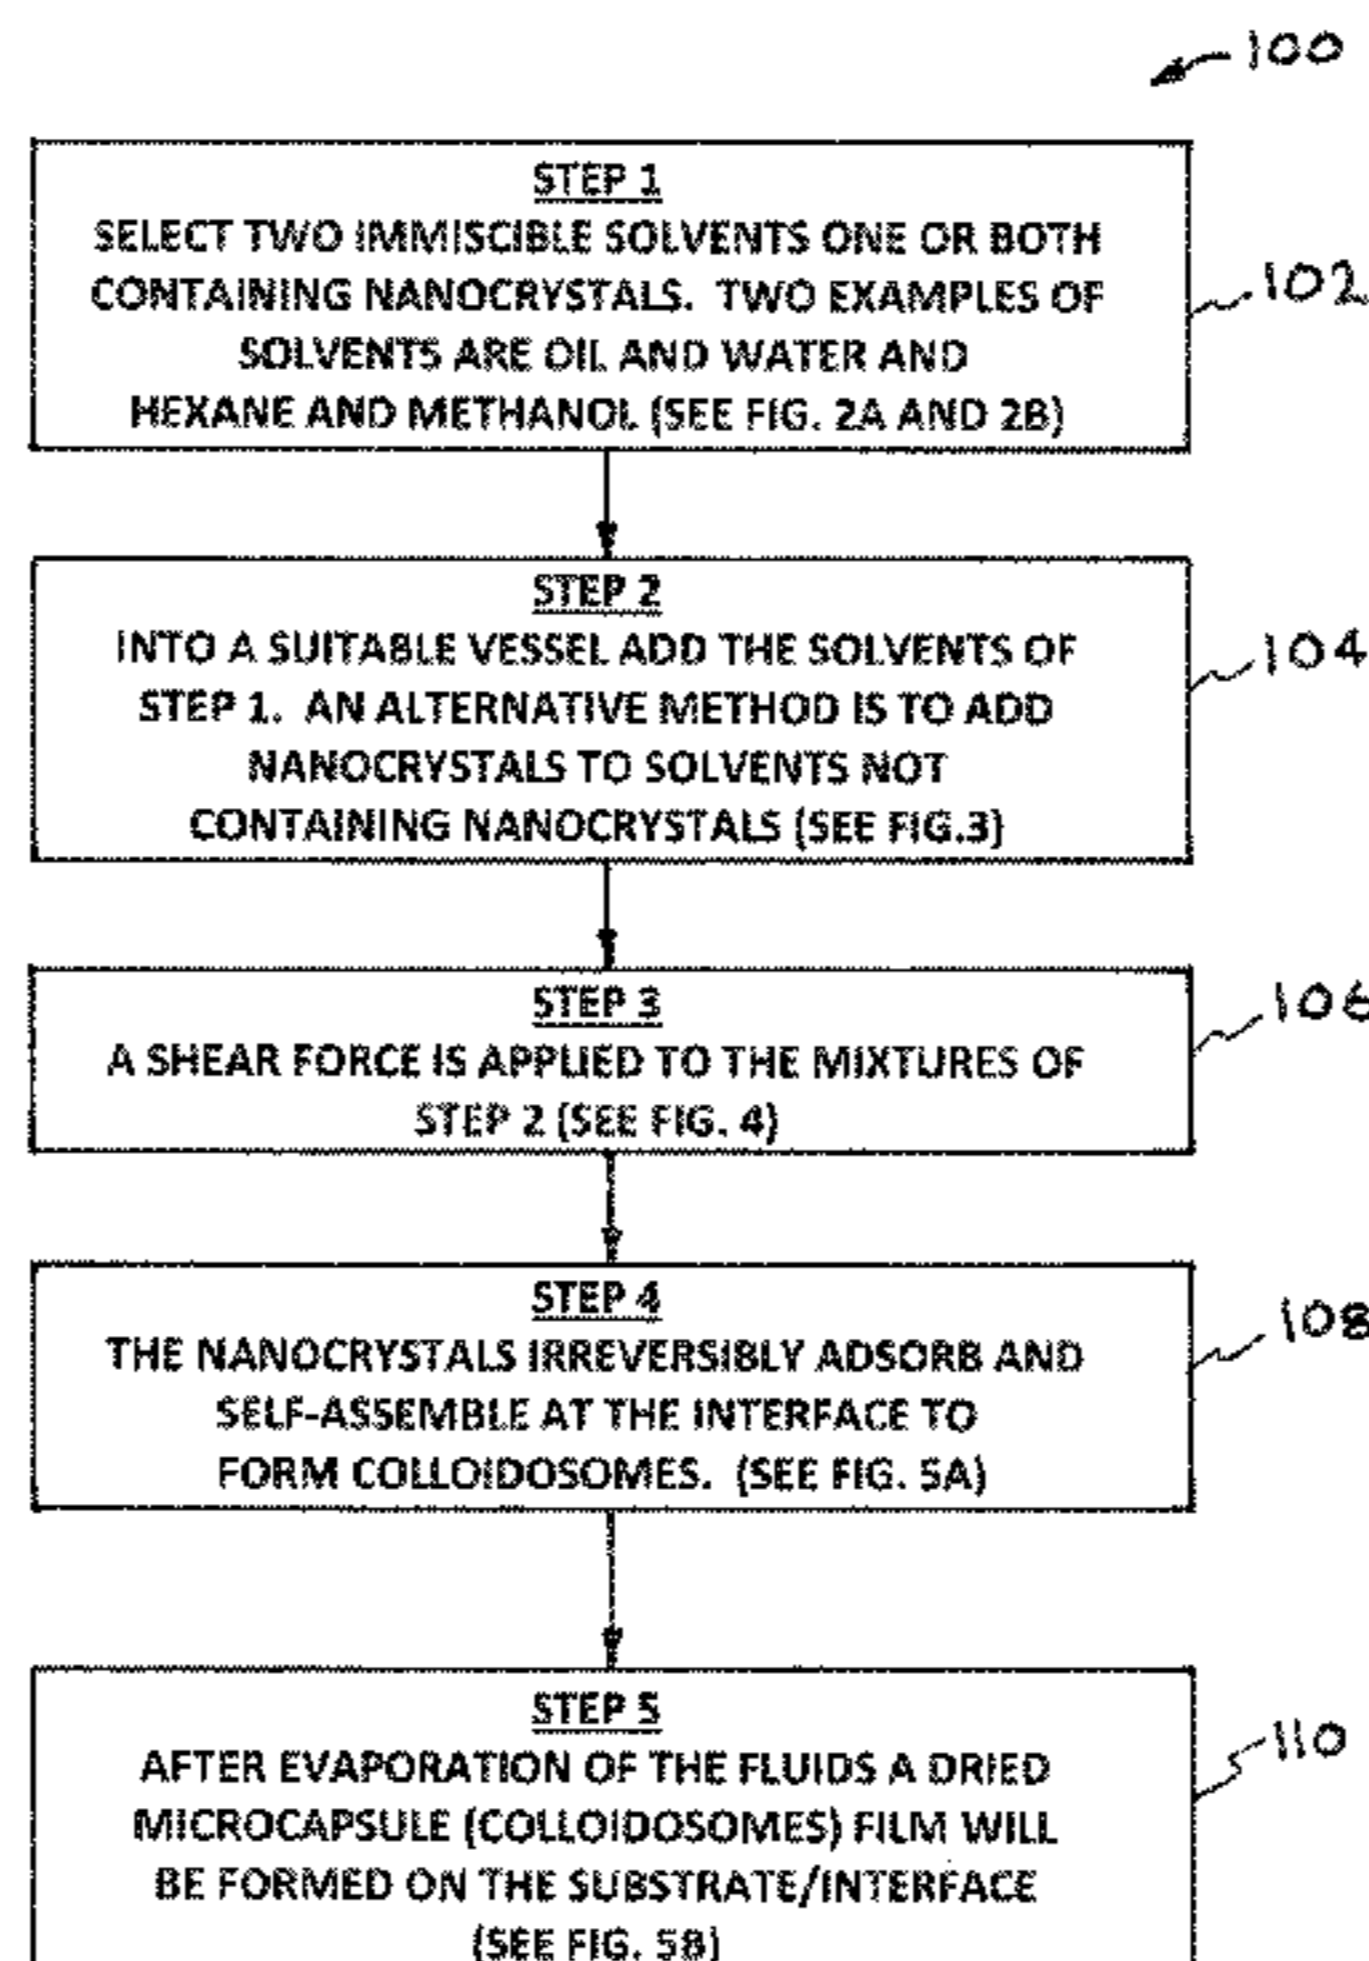 100
STEP 1
SELECT TWO IMMISCIBLE SOLVENTS ONE OR BOTH
CONTAINING NANOCRYSTALS. TWO EXAMPLES OF
SOLVENTS ARE OIL AND WATER AND
HEXANE AND METHANOL (SEE FIG. 2A AND 2B)
102
STEP 2
INTO A SUITABLE VESSEL ADD THE SOLVENTS OF
STEP 1. AN ALTERNATIVE METHOD IS TO ADD
NANOCRYSTALS TO SOLVENTS NOT
CONTAINING NANOCRYSTALS (SEE FIG.3)
104
STEP 3
A SHEAR FORCE IS APPLIED TO THE MIXTURES OF
STEP 2 (SEE FIG. 4)
106
STEP 4
THE NANOCRYSTALS IRREVERSIBLY ADSORB AND
SELF-ASSEMBLE AT THE INTERFACE TO
FORM COLLOIDOSOMES. (SEE FIG. 5A)
108
STEP 5
AFTER EVAPORATION OF THE FLUIDS A DRIED
MICROCAPSULE (COLLOIDOSOMES) FILM WILL
BE FORMED ON THE SUBSTRATE/INTERFACE
(SEE FIG. 5B)
110